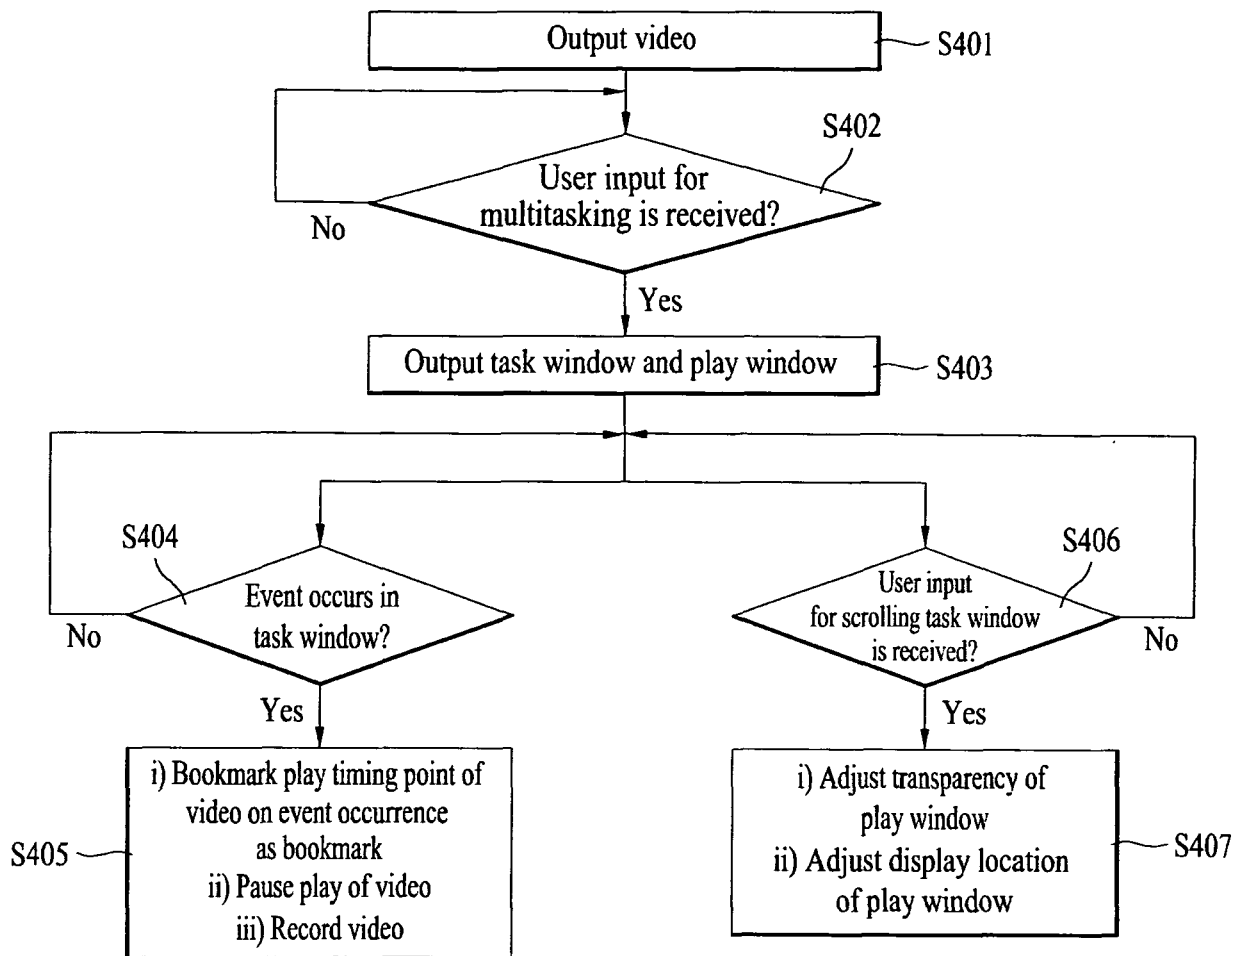 Output video
S401
S402
User input for
multitasking is received?
No
Yes
Output task window and play window
S403
S404
Event occurs in
task window?
No
Yes
S406
User input
for scrolling task window
is received?
No
Yes
i) Bookmark play timing point of
video on event occurrence
as bookmark
ii) Pause play of video
iii) Record video
S405
i) Adjust transparency of
play window
ii) Adjust display location
of play window
S407